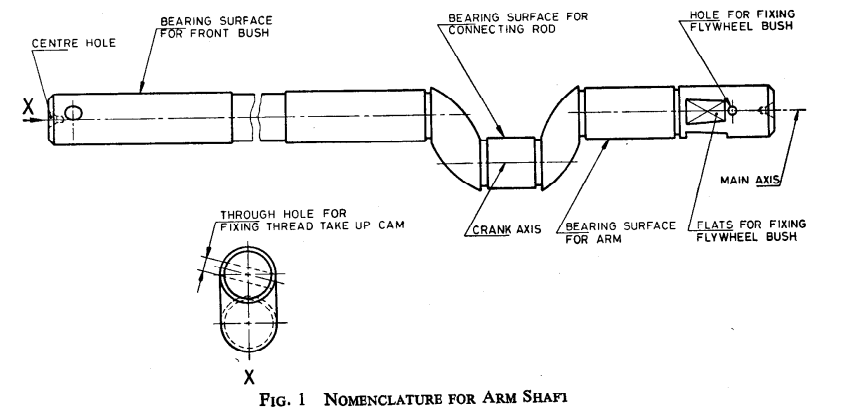 BEARING SURFACE
FOR FRONT BUSH
CENTRE HOLE
BEARING SURFACE FOR
CONNECTING ROD
HOLE FOR FIXING
FLYWHEEL BUSH
X
MAIN AXIS
THROUGH HOLE FOR
FIXING THREAD TAKE UP CAM
CRANK AXIS
BEARING SURFACE
FOR ARM
FLATS FOR FIXING
FLYWHEEL BUSH
X
FIG. 1 NOMENCLATURE FOR ARM SHAFT